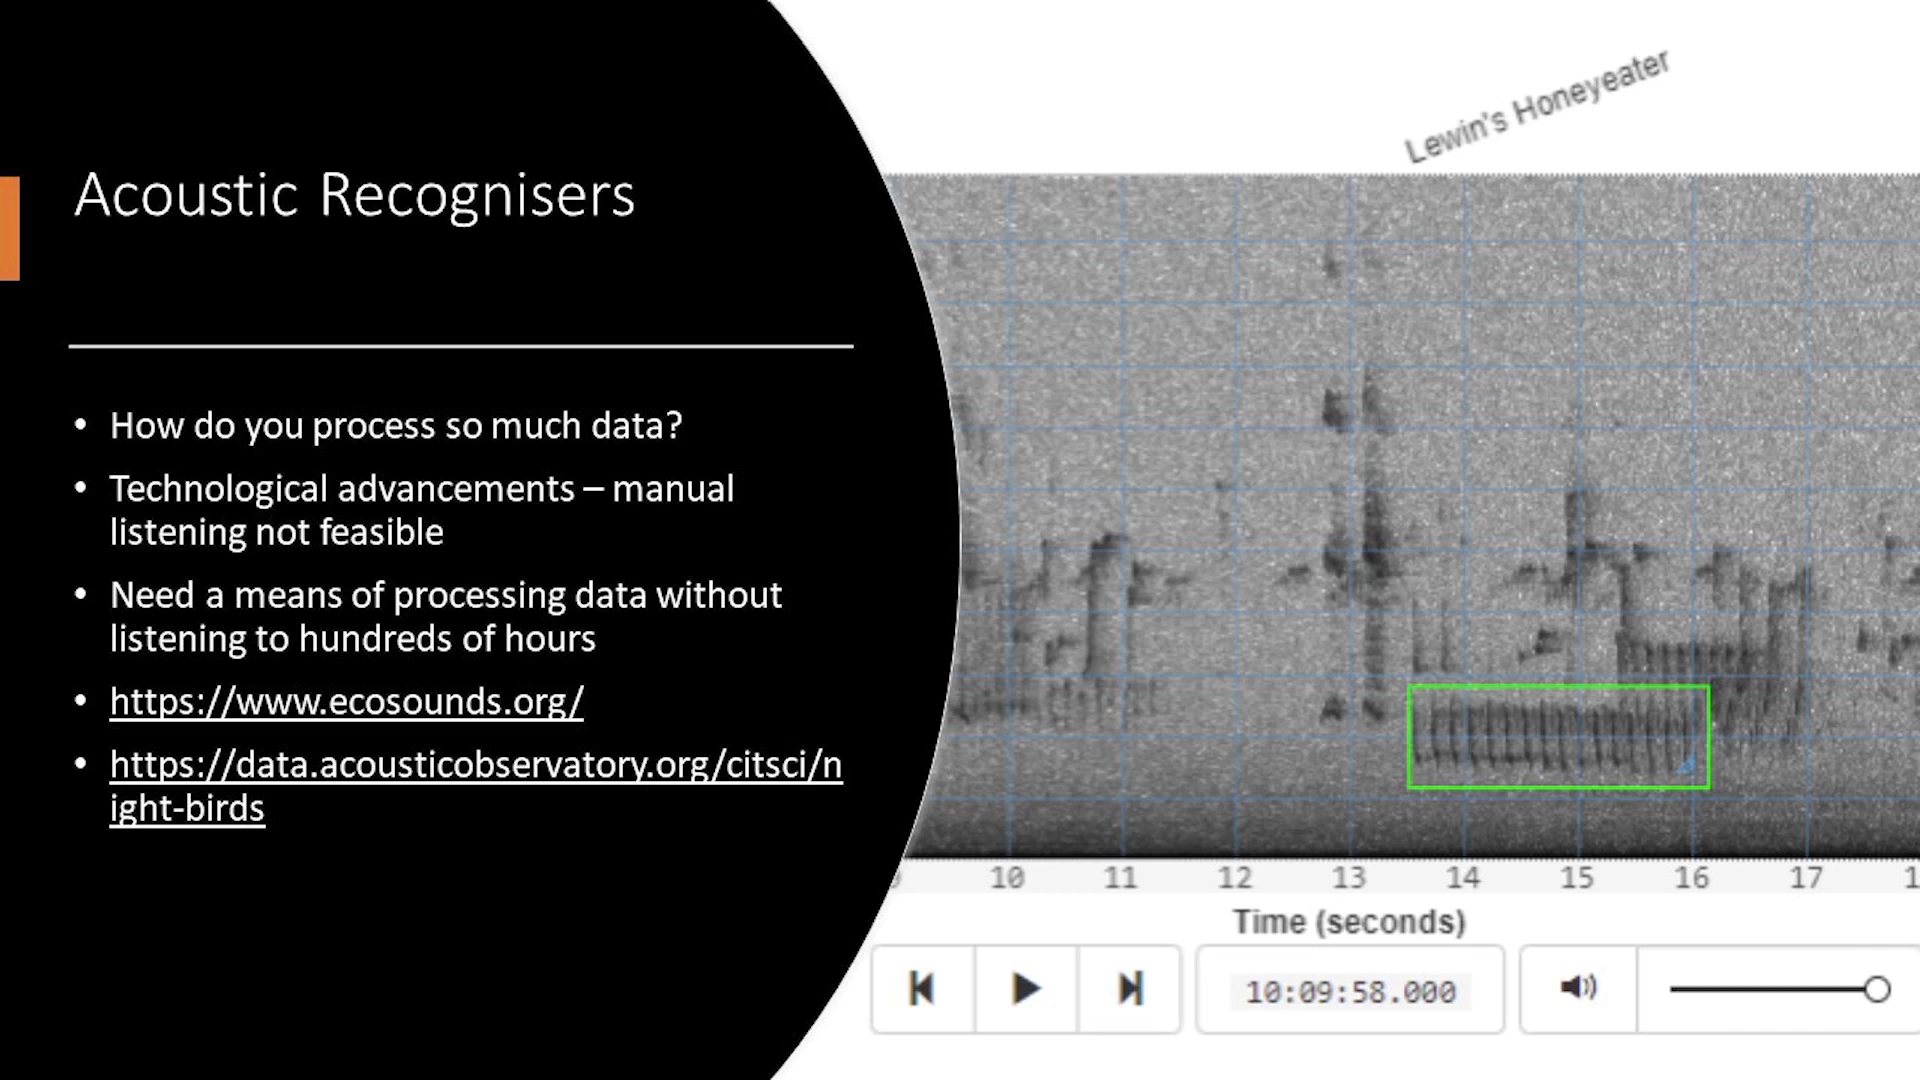 Acoustic Recognisers
• How do you process so much data?
• Technological advancements – manual
listening not feasible
• Need a means of processing data without
listening to hundreds of hours
• https://www.ecosounds.org/
• https://data.acousticobservatory.org/citsci/n
ight-birds
Lewin's Honeyeater
10 11 12 13 14 15 16 17
Time (seconds)
10:09:58.000